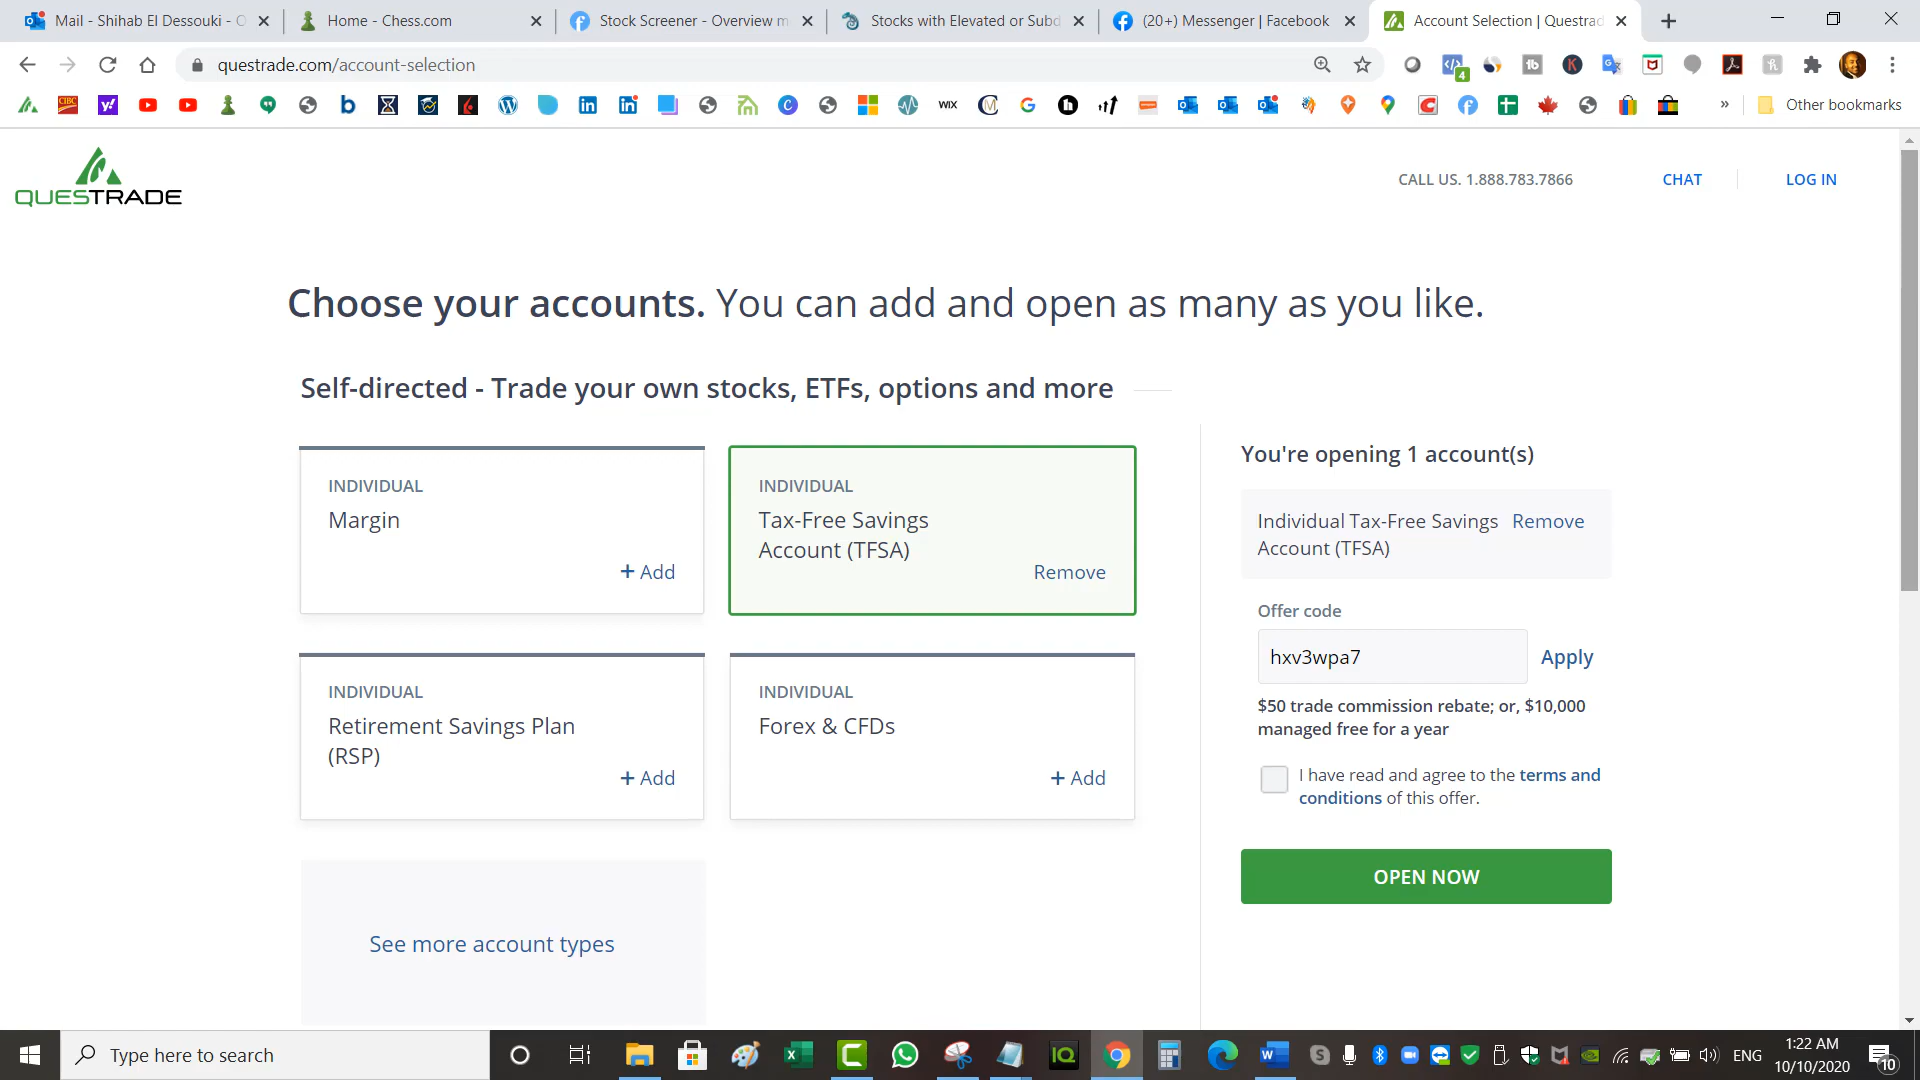 Mail - Shihab El Dessouki - O
Home - Chess.com
Stock Screener - Overview m
Stocks with Elevated or Subd
(20+) Messenger | Facebook
Account Selection | Questrad
questrade.com/account-selection
Other bookmarks
QUESTRADE
CALL US. 1.888.783.7866
CHAT
LOG IN
Choose your accounts. You can add and open as many as you like.
Self-directed - Trade your own stocks, ETFs, options and more
INDIVIDUAL
Margin
+ Add
INDIVIDUAL
Tax-Free Savings
Account (TFSA)
Remove
INDIVIDUAL
Retirement Savings Plan
(RSP)
+ Add
INDIVIDUAL
Forex & CFDs
+ Add
See more account types
You're opening 1 account(s)
Individual Tax-Free Savings
Account (TFSA)
Remove
Offer code
hxv3wpa7
Apply
$50 trade commission rebate; or, $10,000
managed free for a year
I have read and agree to the terms and
conditions of this offer.
OPEN NOW
Type here to search
ENG
1:22 AM
10/10/2020
10